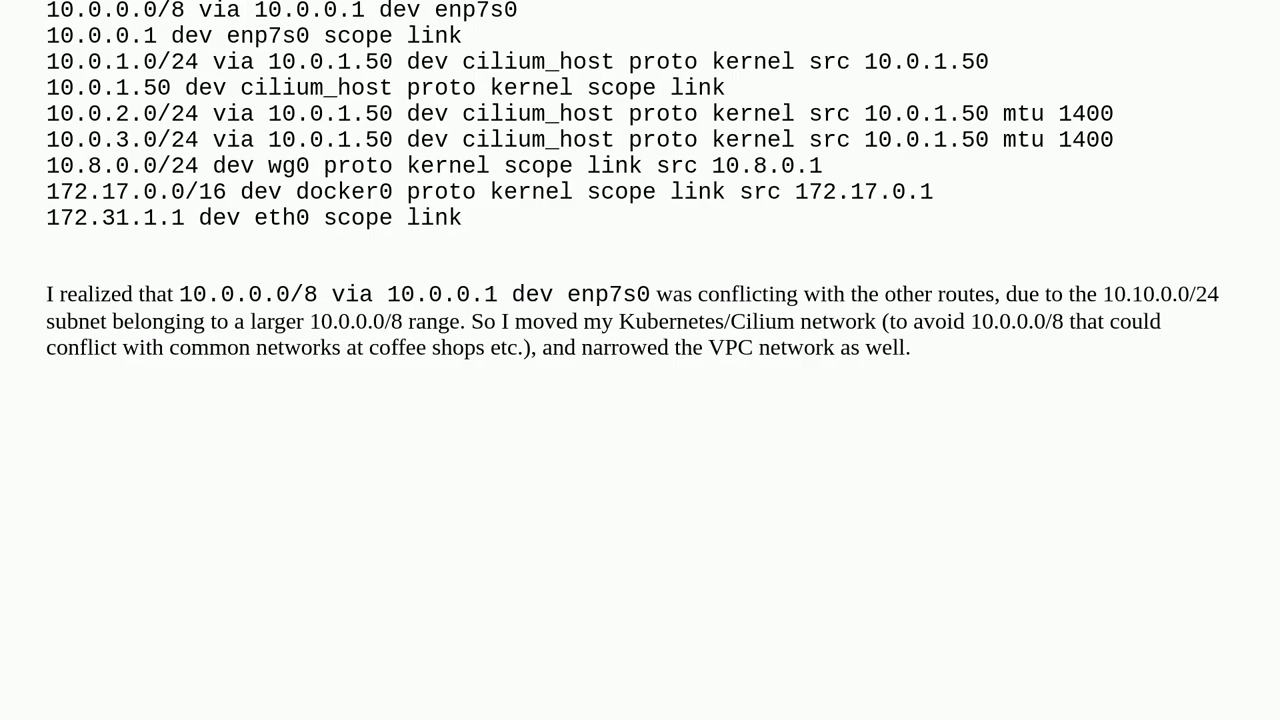 10.0.0.0/8 via 10.0.0.1 dev enp7s0
10.0.0.1 dev enp7s0 scope link
10.0.1.0/24 via 10.0.1.50 dev cilium_host proto kernel src 10.0.1.50
10.0.1.50 dev cilium_host proto kernel scope link
10.0.2.0/24 via 10.0.1.50 dev cilium_host proto kernel src 10.0.1.50 mtu 1400
10.0.3.0/24 via 10.0.1.50 dev cilium_host proto kernel src 10.0.1.50 mtu 1400
10.8.0.0/24 dev wg0 proto kernel scope link src 10.8.0.1
172.17.0.0/16 dev docker0 proto kernel scope link src 172.17.0.1
172.31.1.1 dev eth0 scope link
I realized that 10.0.0.0/8 via 10.0.0.1 dev enp7s0 was conflicting with the other routes, due to the 10.10.0.0/24
subnet belonging to a larger 10.0.0.0/8 range. So I moved my Kubernetes/Cilium network (to avoid 10.0.0.0/8 that could
conflict with common networks at coffee shops etc.), and narrowed the VPC network as well.